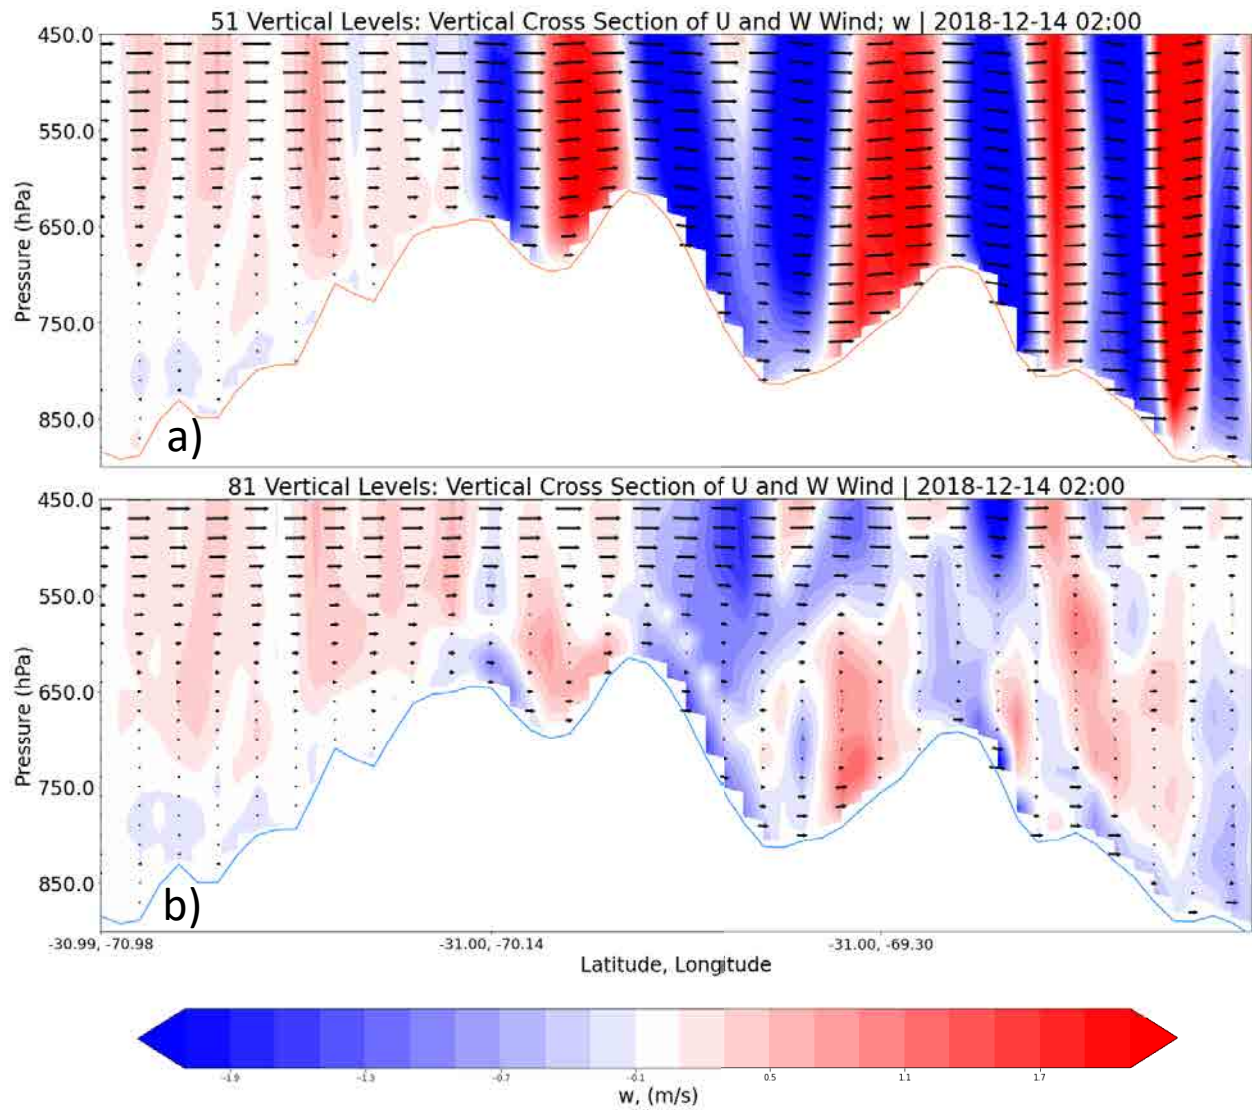 51 Vertical Levels: Vertical Cross Section of U and W Wind; w | 2018-12-14 02:00
450.0
550.0
650.0
750.0
850.0
Pressure (hPa)
a)
81 Vertical Levels: Vertical Cross Section of U and W Wind | 2018-12-14 02:00
450.0
550.0
650.0
750.0
850.0
Pressure (hPa)
b)
-30.99, -70.98
-31.00, -70.14
-31.00, -69.30
Latitude, Longitude
-1.9
-1.3
-0.7
-0.1
0.5
1.1
1.7
w, (m/s)